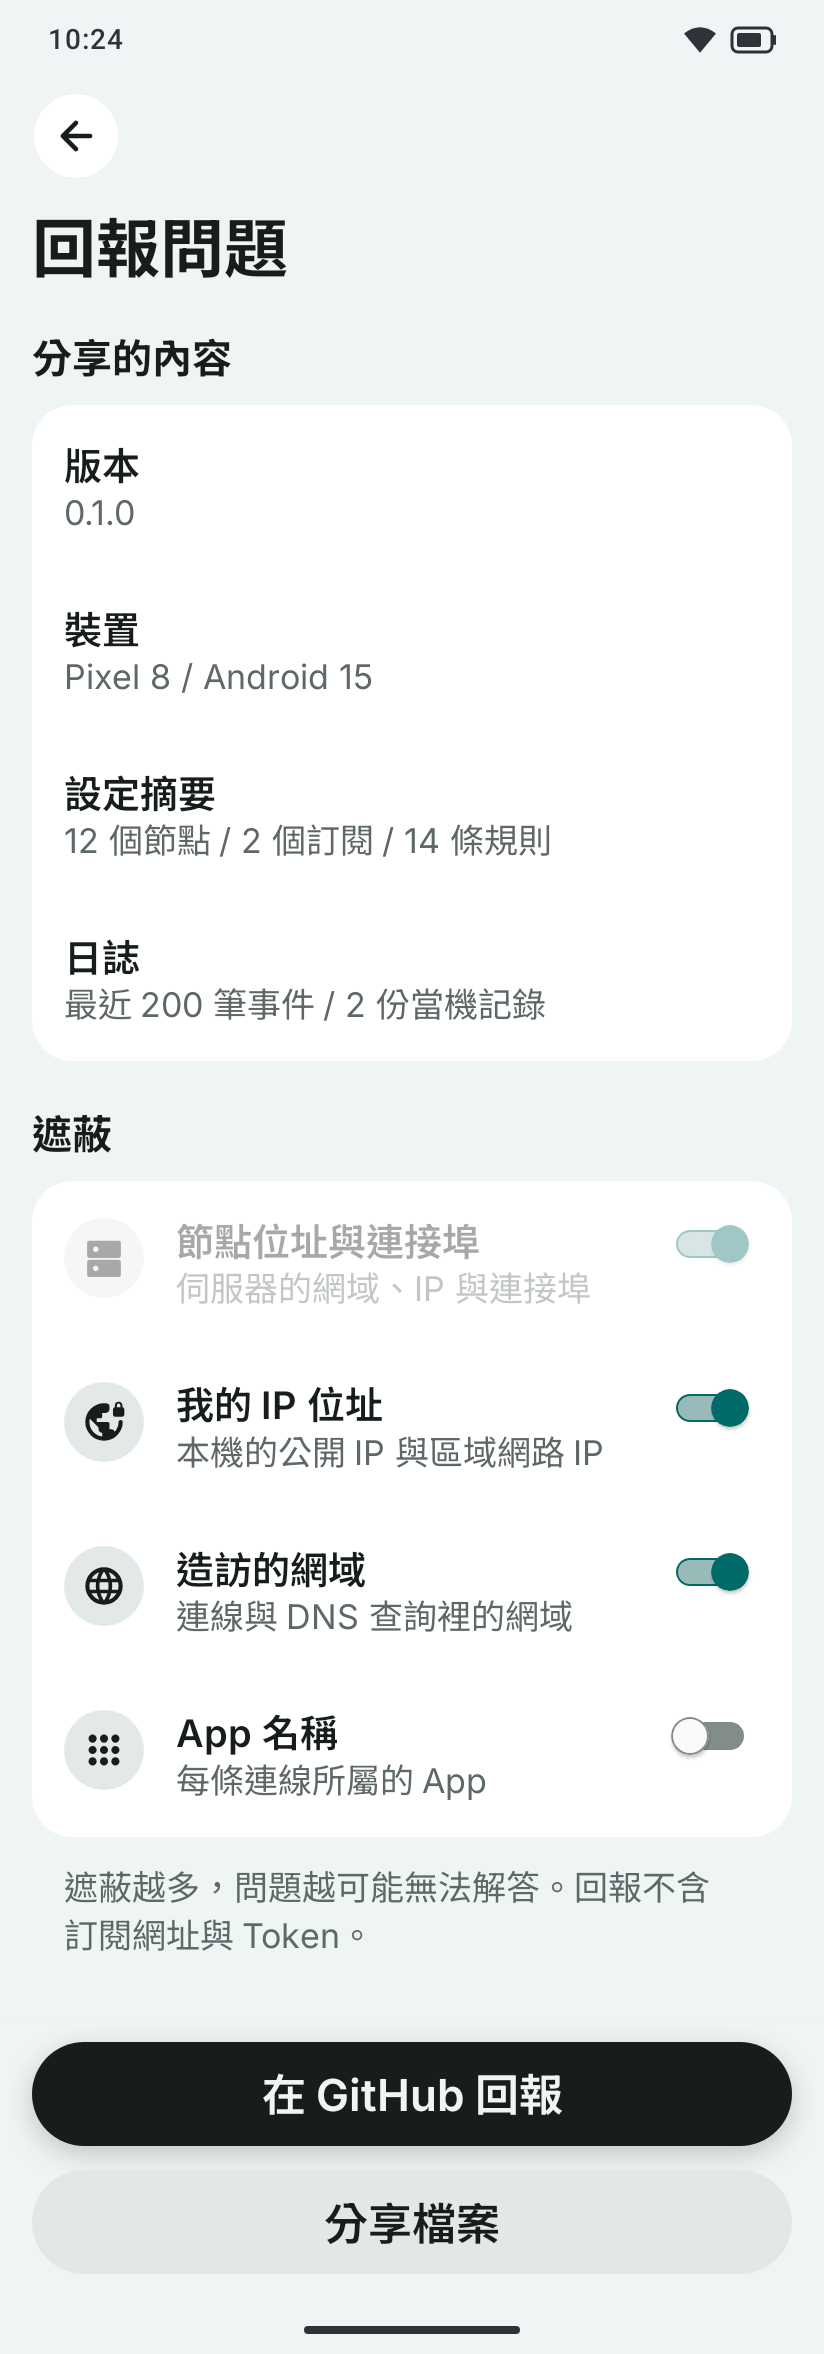 10:24
回報問題
分享的內容
版本
0.1.0
裝置
Pixel 8 / Android 15
設定摘要
12 個節點 / 2 個訂閱 / 14 條規則
日誌
最近 200 筆事件 / 2 份當機記錄
遮蔽
節點位址與連接埠
伺服器的網域、IP 與連接埠
我的 IP 位址
本機的公開 IP 與區域網路 IP
造訪的網域
連線與 DNS 查詢裡的網域
App 名稱
每條連線所屬的 App
遮蔽越多，問題越可能無法解答。回報不含
訂閱網址與 Token。
在 GitHub 回報
分享檔案